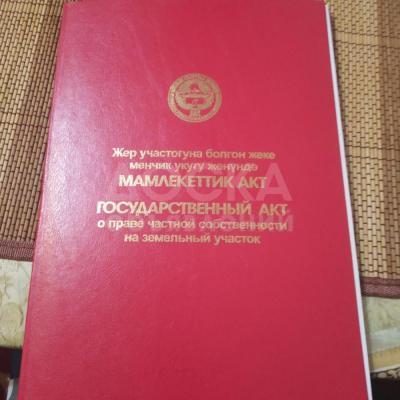 Жер участогуна болгон жеке
менчик укугу жөнүндө
МАМЛЕКЕТТИК АКТ
ГОСУДАРСТВЕННЫЙ АКТ
о праве частной собственности
на земельный участок